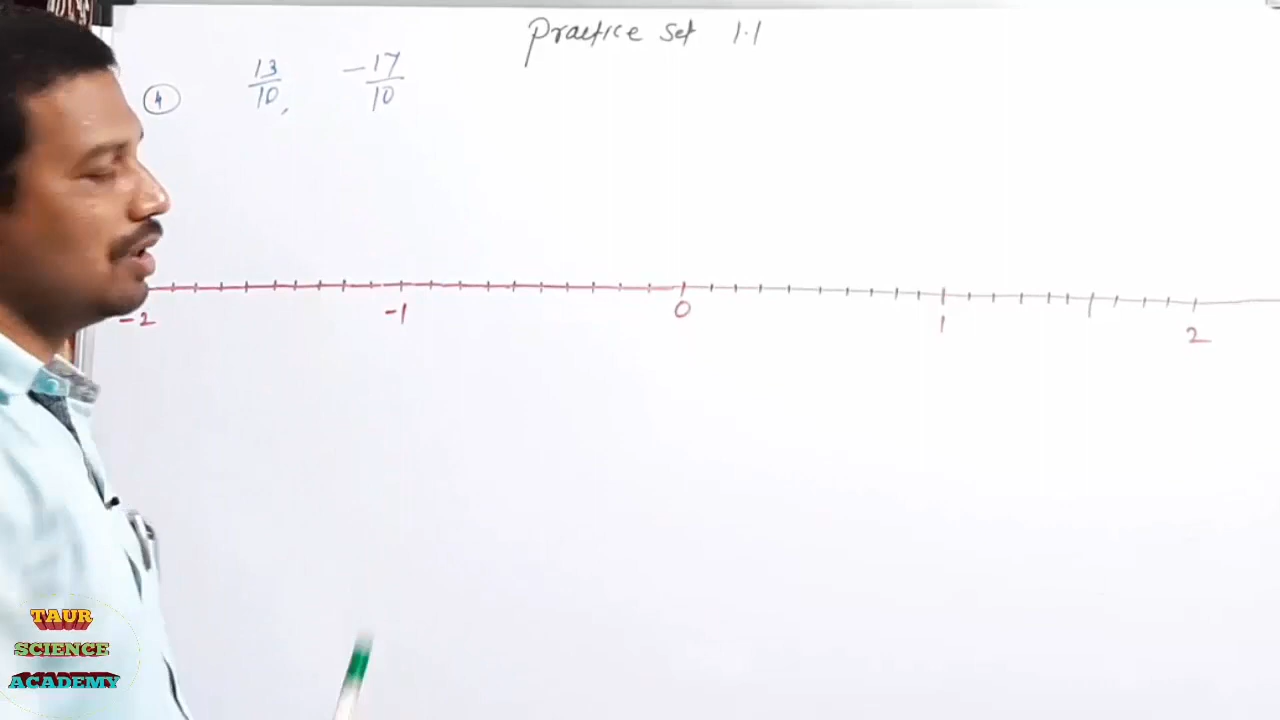 Practice Set 1.1
4 13/10, -17/10
-2 -1 0 1 2
TAUR
SCIENCE
ACADEMY